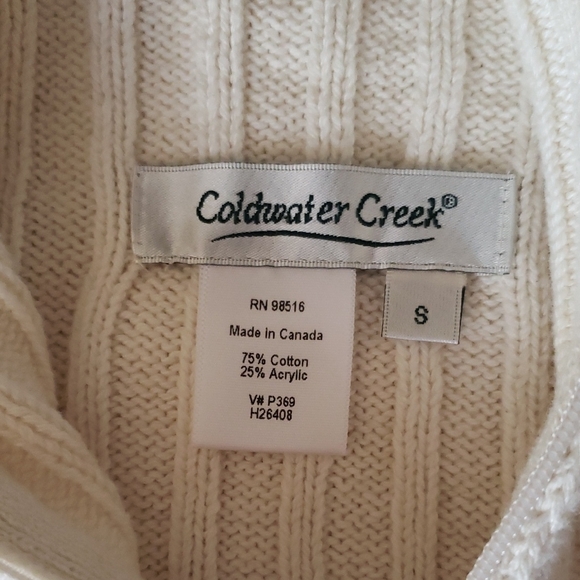 Coldwater Creek®
S
RN 98516
Made in Canada
75% Cotton
25% Acrylic
V# P369
H26408